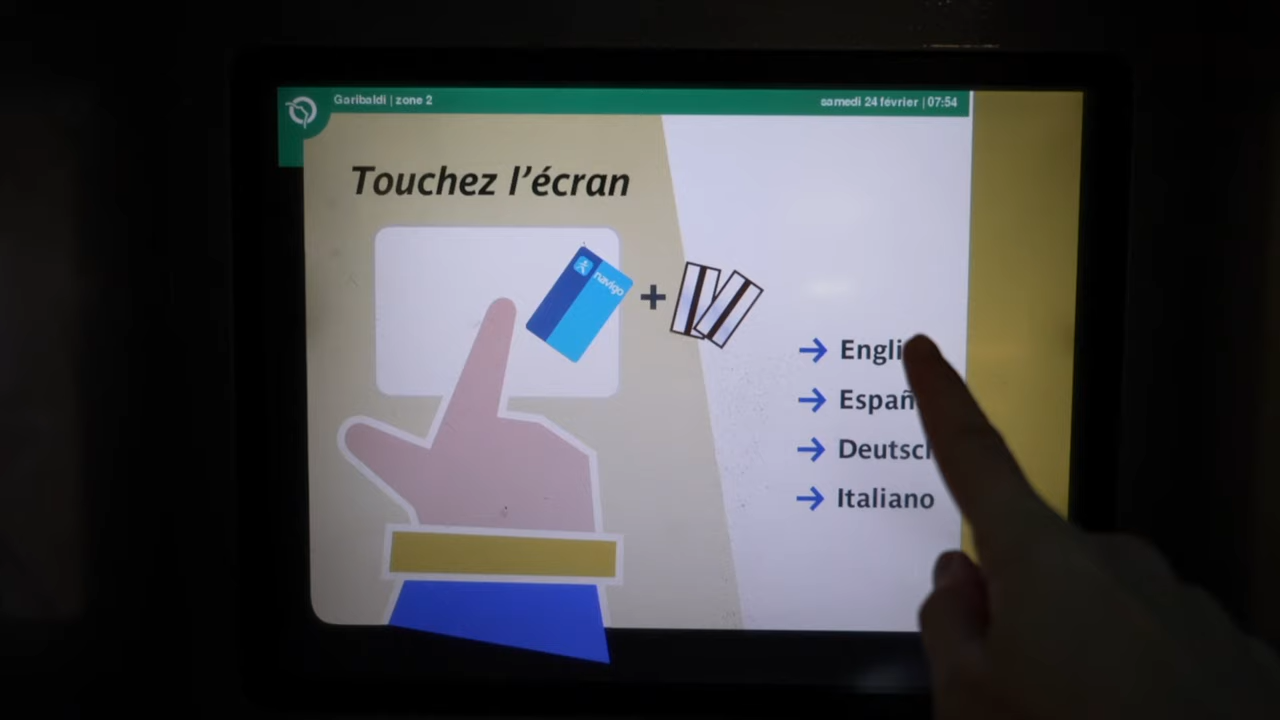 Garibaldi | zone 2
samedi 24 février | 07:54
Touchez l'écran
navigo
Italiano